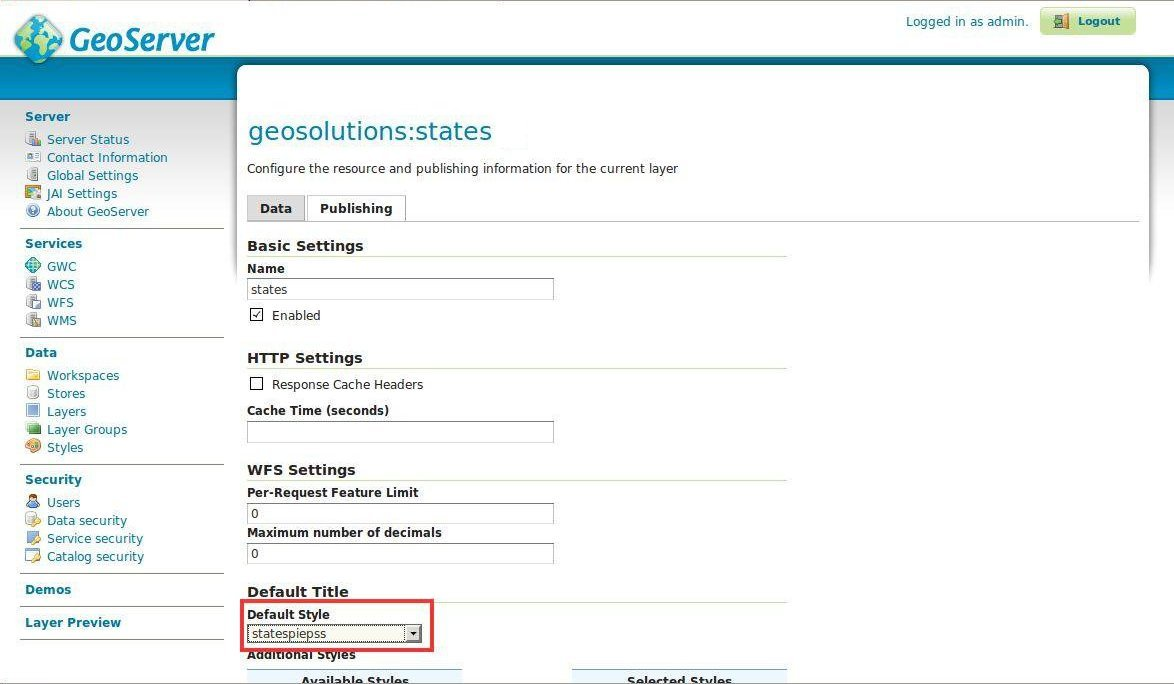 GeoServer
Logged in as admin.
Logout
Server
Server Status
Contact Information
Global Settings
JAI Settings
About GeoServer
Services
GWC
WCS
WFS
WMS
Data
Workspaces
Stores
Layers
Layer Groups
Styles
Security
Users
Data security
Service security
Catalog security
Demos
Layer Preview
geosolutions:states
Configure the resource and publishing information for the current layer
Data Publishing
Basic Settings
Name
states
Enabled
HTTP Settings
Response Cache Headers
Cache Time (seconds)
WFS Settings
Per-Request Feature Limit
0
Maximum number of decimals
0
Default Title
Default Style
statespiepss
Additional Styles
Available Styles Selected Styles